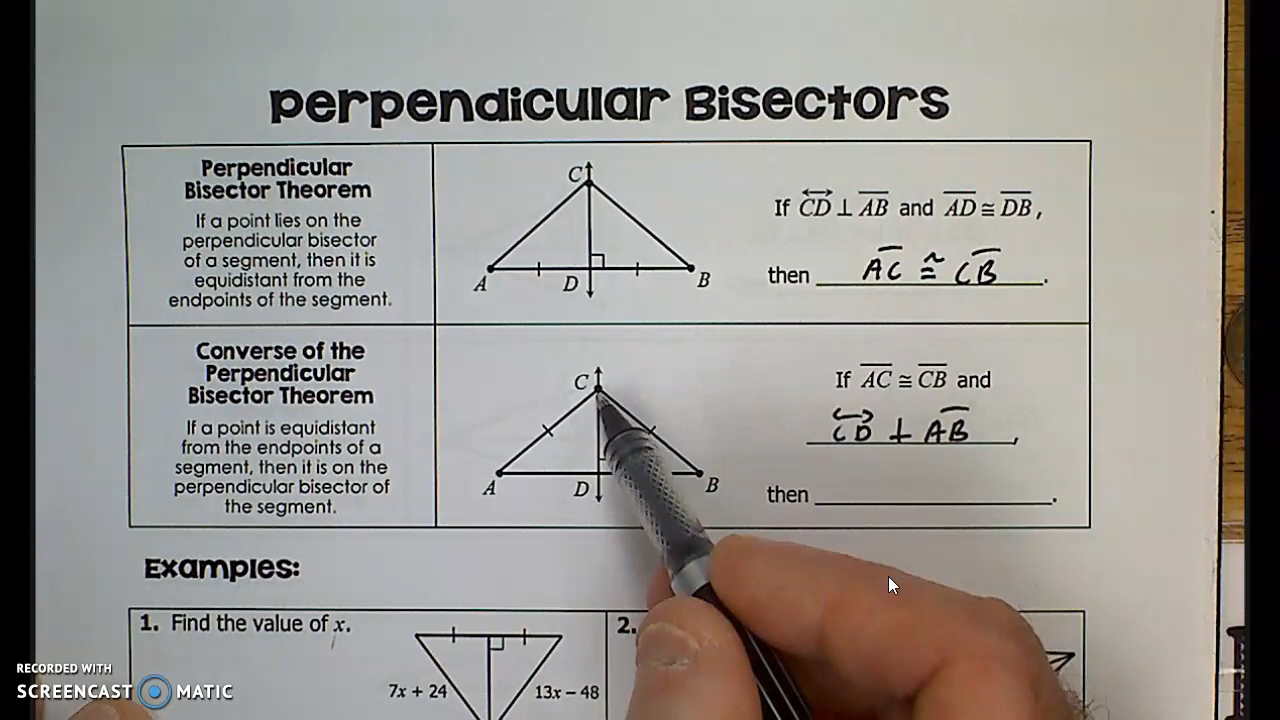 Perpendicular Bisectors
Perpendicular
Bisector Theorem
If a point lies on the
perpendicular bisector
of a segment, then it is
equidistant from the
endpoints of the segment.
C
A
D
B
If CD ⊥ AB and AD ≅ DB,
then AC ≅ CB.
Converse of the
Perpendicular
Bisector Theorem
If a point is equidistant
from the endpoints of a
segment, then it is on the
perpendicular bisector of
the segment.
C
A
D
B
If AC ≅ CB and
CD ⊥ AB,
then ____.
Examples:
1. Find the value of x.
7x + 24
13x – 48
2.
RECORDED WITH
SCREENCAST MATIC